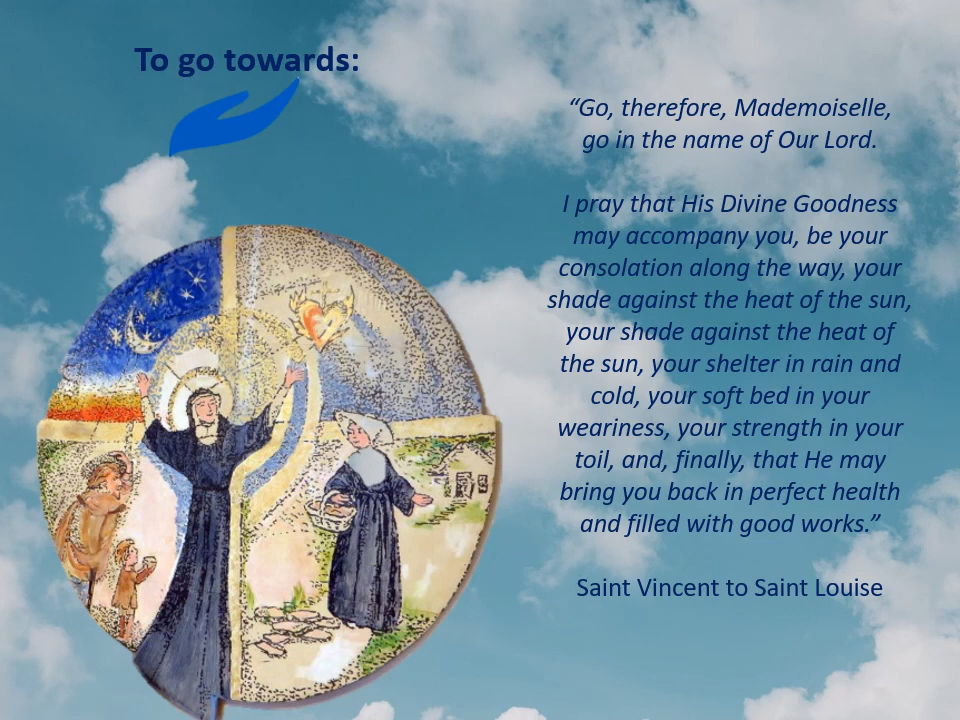 To go towards:
“Go, therefore, Mademoiselle,
go in the name of Our Lord.
I pray that His Divine Goodness
may accompany you, be your
consolation along the way, your
shade against the heat of the sun,
your shade against the heat of
the sun, your shelter in rain and
cold, your soft bed in your
weariness, your strength in your
toil, and, finally, that He may
bring you back in perfect health
and filled with good works.”
Saint Vincent to Saint Louise